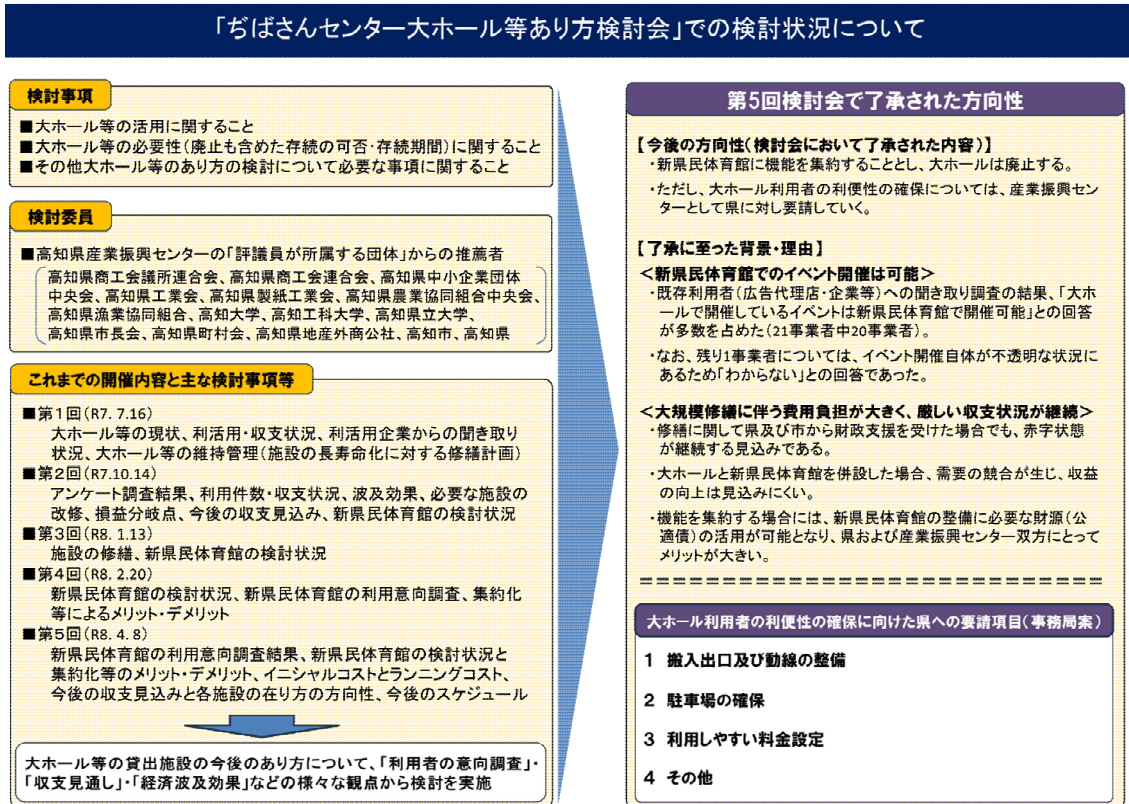 「ぢばさんセンター大ホール等あり方検討会」での検討状況について
検討事項
■大ホール等の活用に関すること
■大ホール等の必要性(廃止も含めた存続の可否・存続期間)に関すること
■その他大ホール等のあり方の検討について必要な事項に関すること
検討委員
■高知県産業振興センターの「評議員が所属する団体」からの推薦者
高知県商工会議所連合会、高知県商工会連合会、高知県中小企業団体
中央会、高知県工業会、高知県製紙工業会、高知県農業協同組合中央会、
高知県漁業協同組合、高知大学、高知工科大学、高知県立大学、
高知県市長会、高知県町村会、高知県地産外商公社、高知市、高知県
これまでの開催内容と主な検討事項等
■第1回(R7. 7.16)
大ホール等の現状、利活用・収支状況、利活用企業からの聞き取り
状況、大ホール等の維持管理(施設の長寿命化に対する修繕計画)
■第2回(R7.10.14)
アンケート調査結果、利用件数・収支状況、波及効果、必要な施設の
改修、損益分岐点、今後の収支見込み、新県民体育館の検討状況
■第3回(R8. 1.13)
施設の修繕、新県民体育館の検討状況
■第4回(R8. 2.20)
新県民体育館の検討状況、新県民体育館の利用意向調査、集約化
等によるメリット・デメリット
■第5回(R8. 4. 8)
新県民体育館の利用意向調査結果、新県民体育館の検討状況と
集約化等のメリット・デメリット、イニシャルコストとランニングコスト、
今後の収支見込みと各施設の在り方の方向性、今後のスケジュール
大ホール等の貸出施設の今後のあり方について、「利用者の意向調査」・
「収支見通し」・「経済波及効果」などの様々な観点から検討を実施
第5回検討会で了承された方向性
【今後の方向性(検討会において了承された内容)】
・新県民体育館に機能を集約することとし、大ホールは廃止する。
・ただし、大ホール利用者の利便性の確保については、産業振興セン
ターとして県に対し要請していく。
【了承に至った背景・理由】
<新県民体育館でのイベント開催は可能>
・既存利用者(広告代理店・企業等)への聞き取り調査の結果、「大ホ
ールで開催しているイベントは新県民体育館で開催可能」との回答
が多数を占めた(21事業者中20事業者)。
・なお、残り1事業者については、イベント開催自体が不透明な状況に
あるため「わからない」との回答であった。
<大規模修繕に伴う費用負担が大きく、厳しい収支状況が継続>
・修繕に関して県及び市から財政支援を受けた場合でも、赤字状態
が継続する見込みである。
・大ホールと新県民体育館を併設した場合、需要の競合が生じ、収益
の向上は見込みにくい。
・機能を集約する場合には、新県民体育館の整備に必要な財源(公
適債)の活用が可能となり、県および産業振興センター双方にとって
メリットが大きい。
============================
大ホール利用者の利便性の確保に向けた県への要請項目(事務局案)
1 搬入出口及び動線の整備
2 駐車場の確保
3 利用しやすい料金設定
4 その他